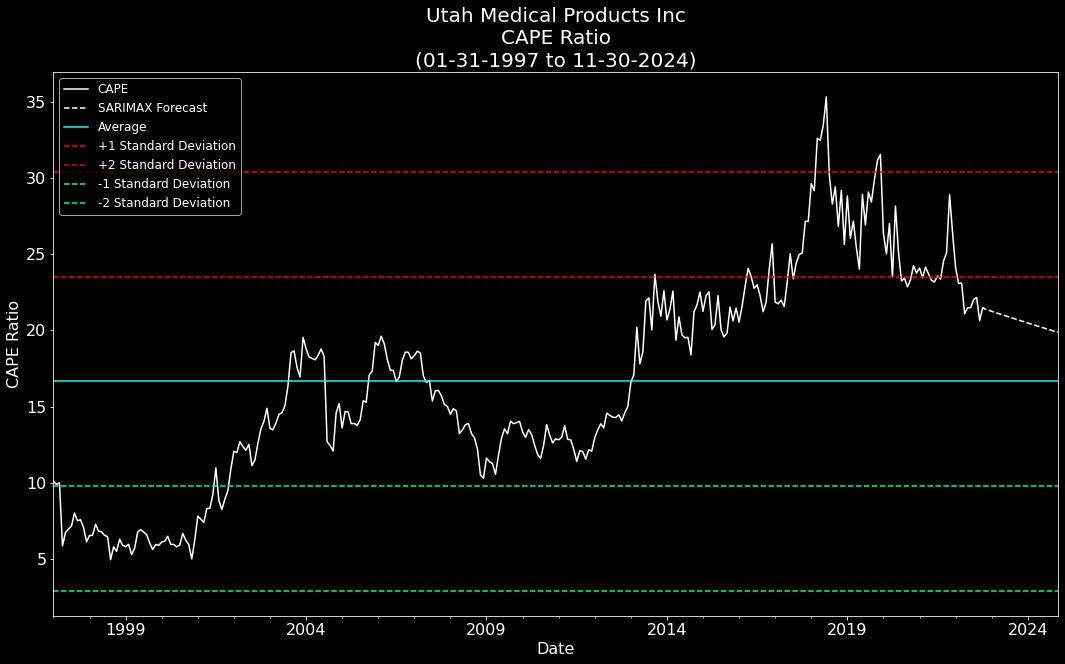 Utah Medical Products Inc
CAPE Ratio
(01-31-1997 to 11-30-2024)
CAPE
SARIMAX Forecast
Average
+1 Standard Deviation
+2 Standard Deviation
-1 Standard Deviation
-2 Standard Deviation
35
30
25
20
15
10
5
CAPE Ratio
1999
2004
2009
2014
2019
2024
Date